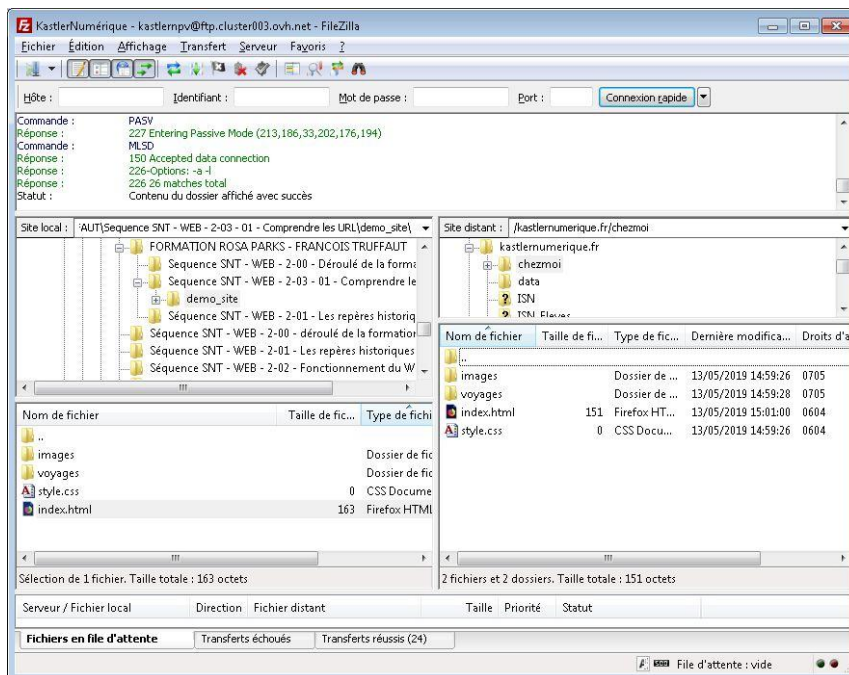 KastlerNumérique - kastlernpv@ftp.cluster003.ovh.net - FileZilla
Fichier Édition Affichage Transfert Serveur Favoris ?
Hôte : Identifiant : Mot de passe : Port : Connexion rapide
Commande : PASV
Réponse : 227 Entering Passive Mode (213,186,33,202,176,194)
Commande : MLSD
Réponse : 150 Accepted data connection
Réponse : 226-Options: -a -l
Réponse : 226 26 matches total
Statut : Contenu du dossier affiché avec succès
Site local : 'AUT\Sequence SNT - WEB - 2-03 - 01 - Comprendre les URL\demo_site\
FORMATION ROSA PARKS - FRANCOIS TRUFFAUT
Sequence SNT - WEB - 2-00 - Déroulé de la forma
Sequence SNT - WEB - 2-03 - 01 - Comprendre le
demo_site
Sequence SNT - WEB - 2-01 - Les repères historiq
Séquence SNT - WEB - 2-00 - déroulé de la formation
Séquence SNT - WEB - 2-01 - Les repères historiques
Séquence SNT - WEB - 2-02 - Fonctionnement du W
Nom de fichier Taille de fic... Type de fichi
..
images Dossier de fic
voyages Dossier de fic
style.css 0 CSS Docume
index.html 163 Firefox HTML
Sélection de 1 fichier. Taille totale : 163 octets
Site distant : /kastlernumerique.fr/chezmoi
kastlernumerique.fr
chezmoi
data
? ISN
? ISN_Eleves
Nom de fichier Taille de fi... Type de fic... Dernière modifica... Droits d'a
..
images Dossier de ... 13/05/2019 14:59:26 0705
voyages Dossier de ... 13/05/2019 14:59:28 0705
index.html 151 Firefox HT... 13/05/2019 15:01:00 0604
style.css 0 CSS Docu... 13/05/2019 14:59:26 0604
2 fichiers et 2 dossiers. Taille totale : 151 octets
Serveur / Fichier local Direction Fichier distant Taille Priorité Statut
Fichiers en file d'attente Transferts échoués Transferts réussis (24)
File d'attente : vide